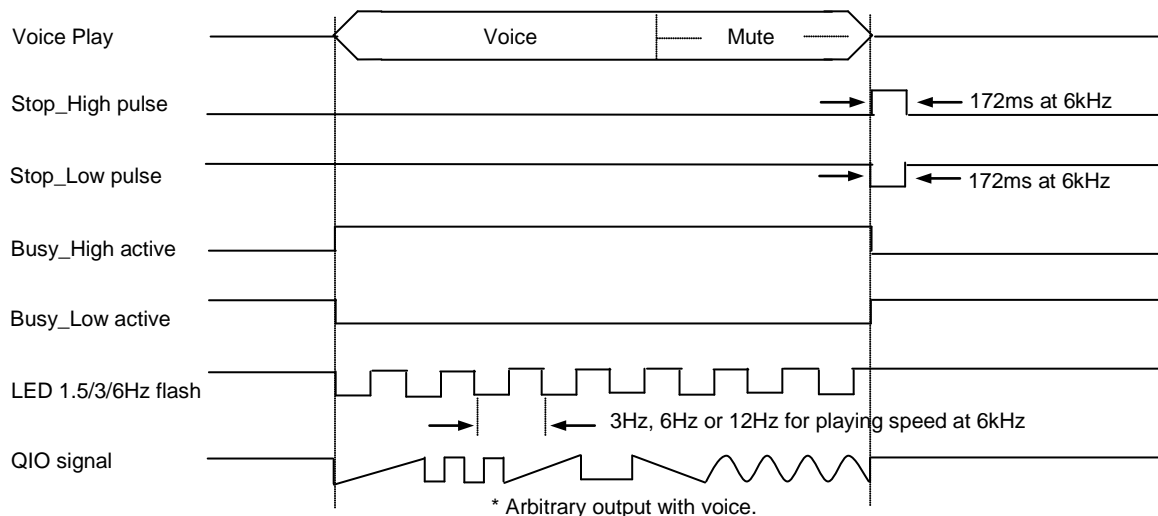 Voice Play
Voice
Mute
Stop_High pulse
172ms at 6kHz
Stop_Low pulse
172ms at 6kHz
Busy_High active
Busy_Low active
LED 1.5/3/6Hz flash
3Hz, 6Hz or 12Hz for playing speed at 6kHz
QIO signal
* Arbitrary output with voice.